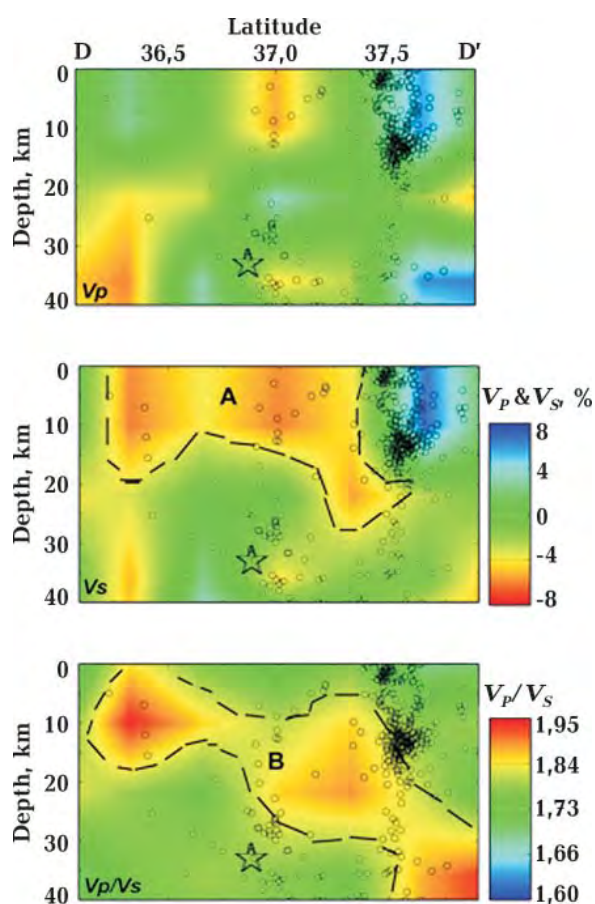 Latitude
D 36,5 37,0 37,5 D'
Depth, km
0
10
20
30
40
A
Vp
Depth, km
0
10
20
30
40
A
A
Vs
V_P & V_S, %
8
4
0
-4
-8
Depth, km
0
10
20
30
40
B
A
Vp/Vs
V_P/V_S
1,95
1,81
1,73
1,66
1,60